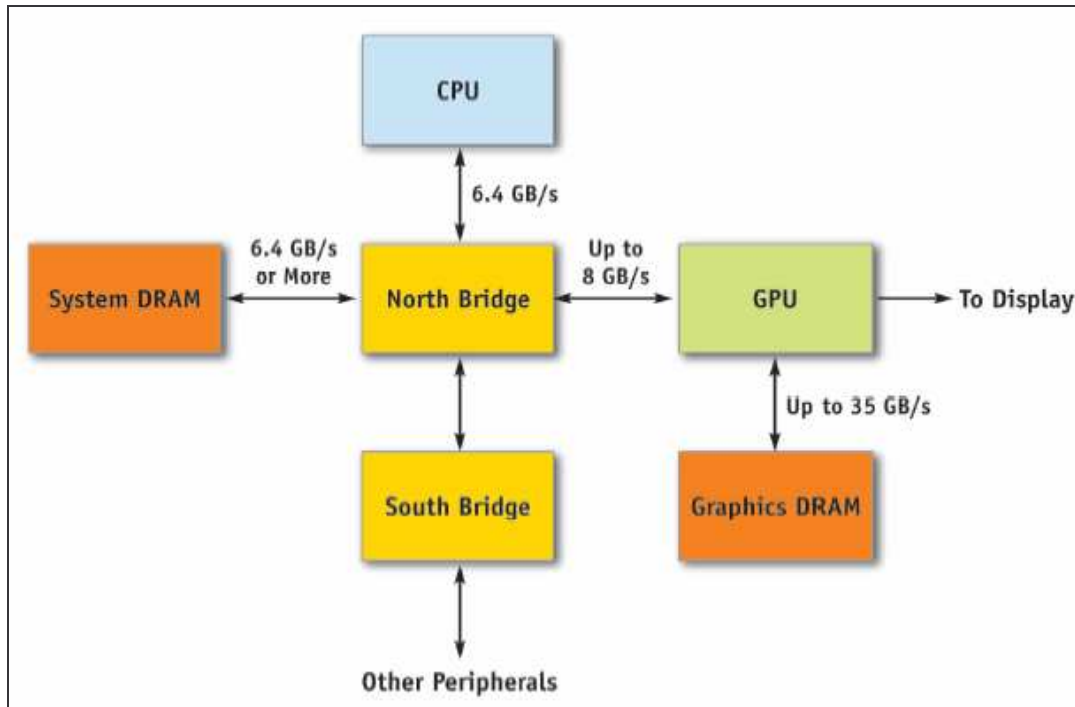 CPU
6.4 GB/s
6.4 GB/s
or More
Up to
8 GB/s
System DRAM
North Bridge
GPU
To Display
Up to 35 GB/s
South Bridge
Graphics DRAM
Other Peripherals